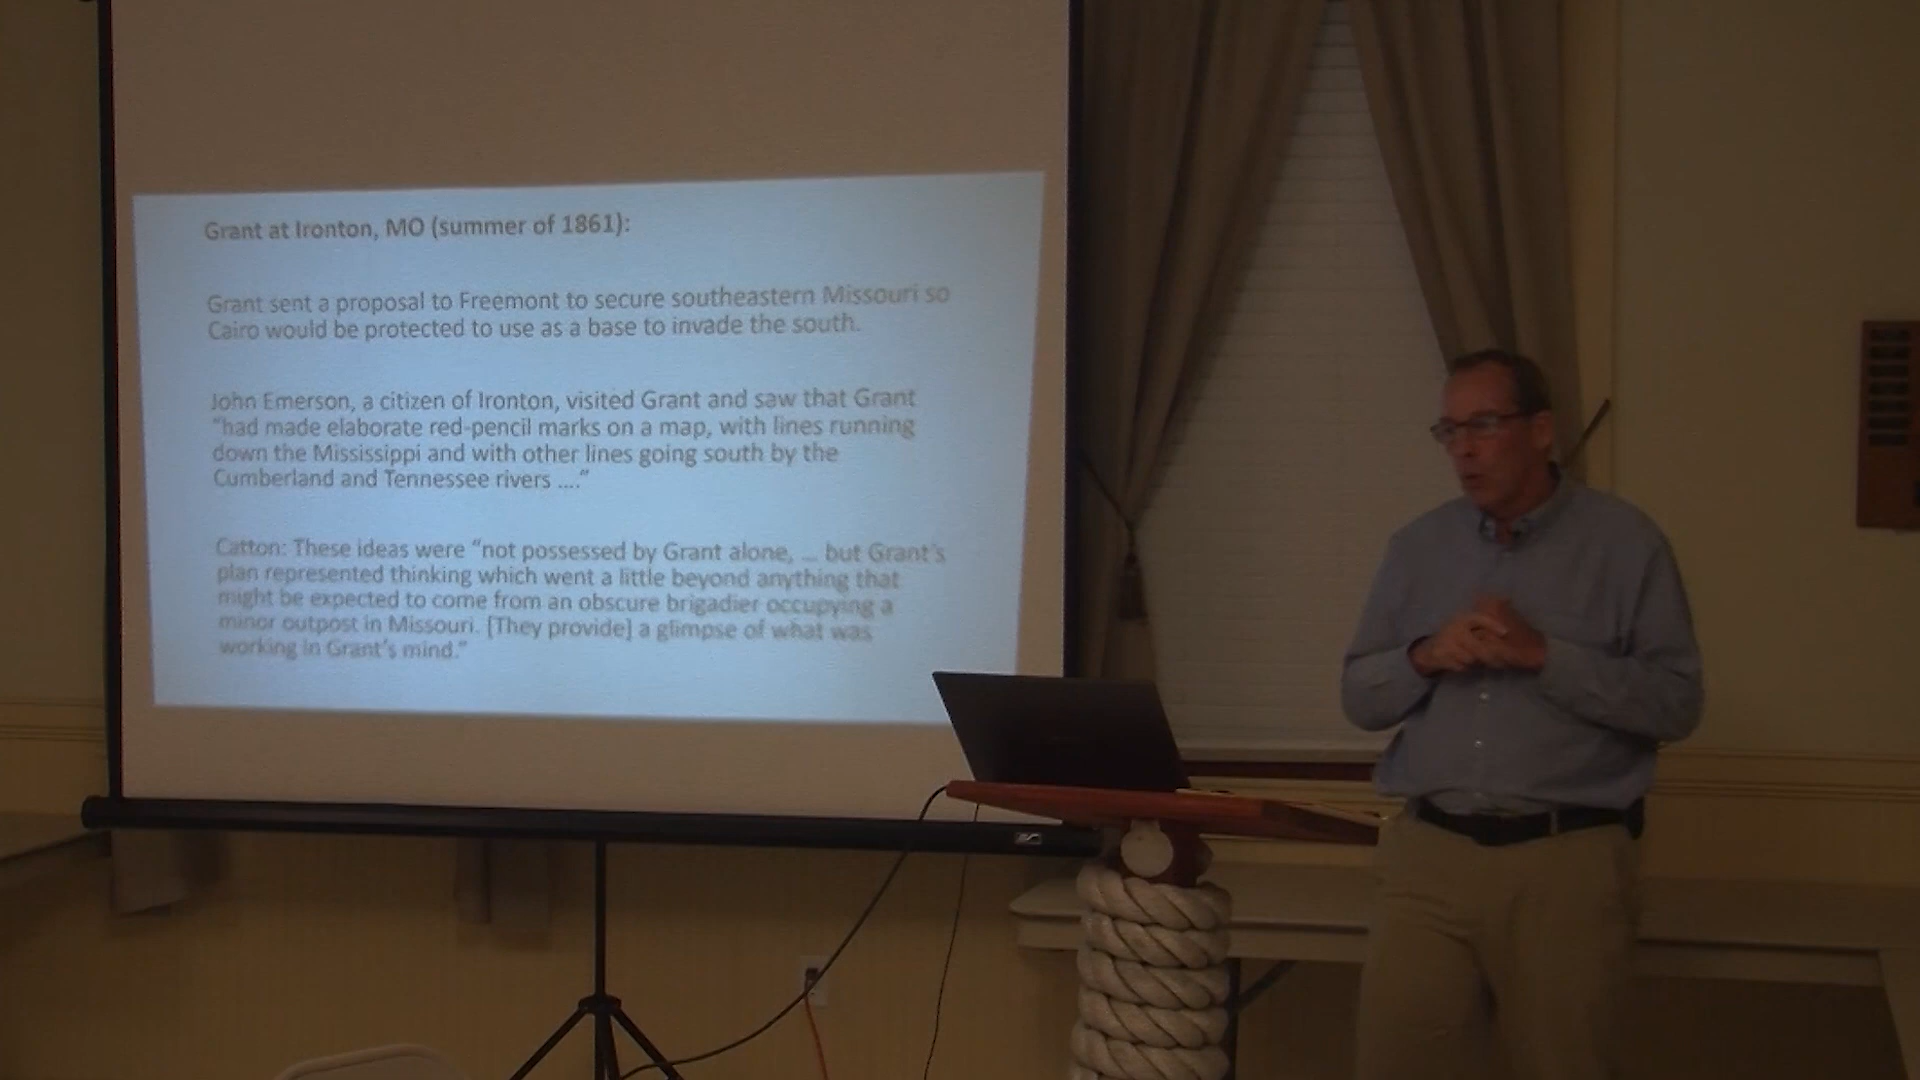 Grant at Ironton, MO (summer of 1861):
Grant sent a proposal to Freemont to secure southeastern Missouri so
Cairo would be protected to use as a base to invade the south.
John Emerson, a citizen of Ironton, visited Grant and saw that Grant
"had made elaborate red-pencil marks on a map, with lines running
down the Mississippi and with other lines going south by the
Cumberland and Tennessee rivers ...."
Catton: These ideas were "not possessed by Grant alone, ... but Grant's
plan represented thinking which went a little beyond anything that
might be expected to come from an obscure brigadier occupying a
minor outpost in Missouri. [They provide] a glimpse of what was
working in Grant's mind."